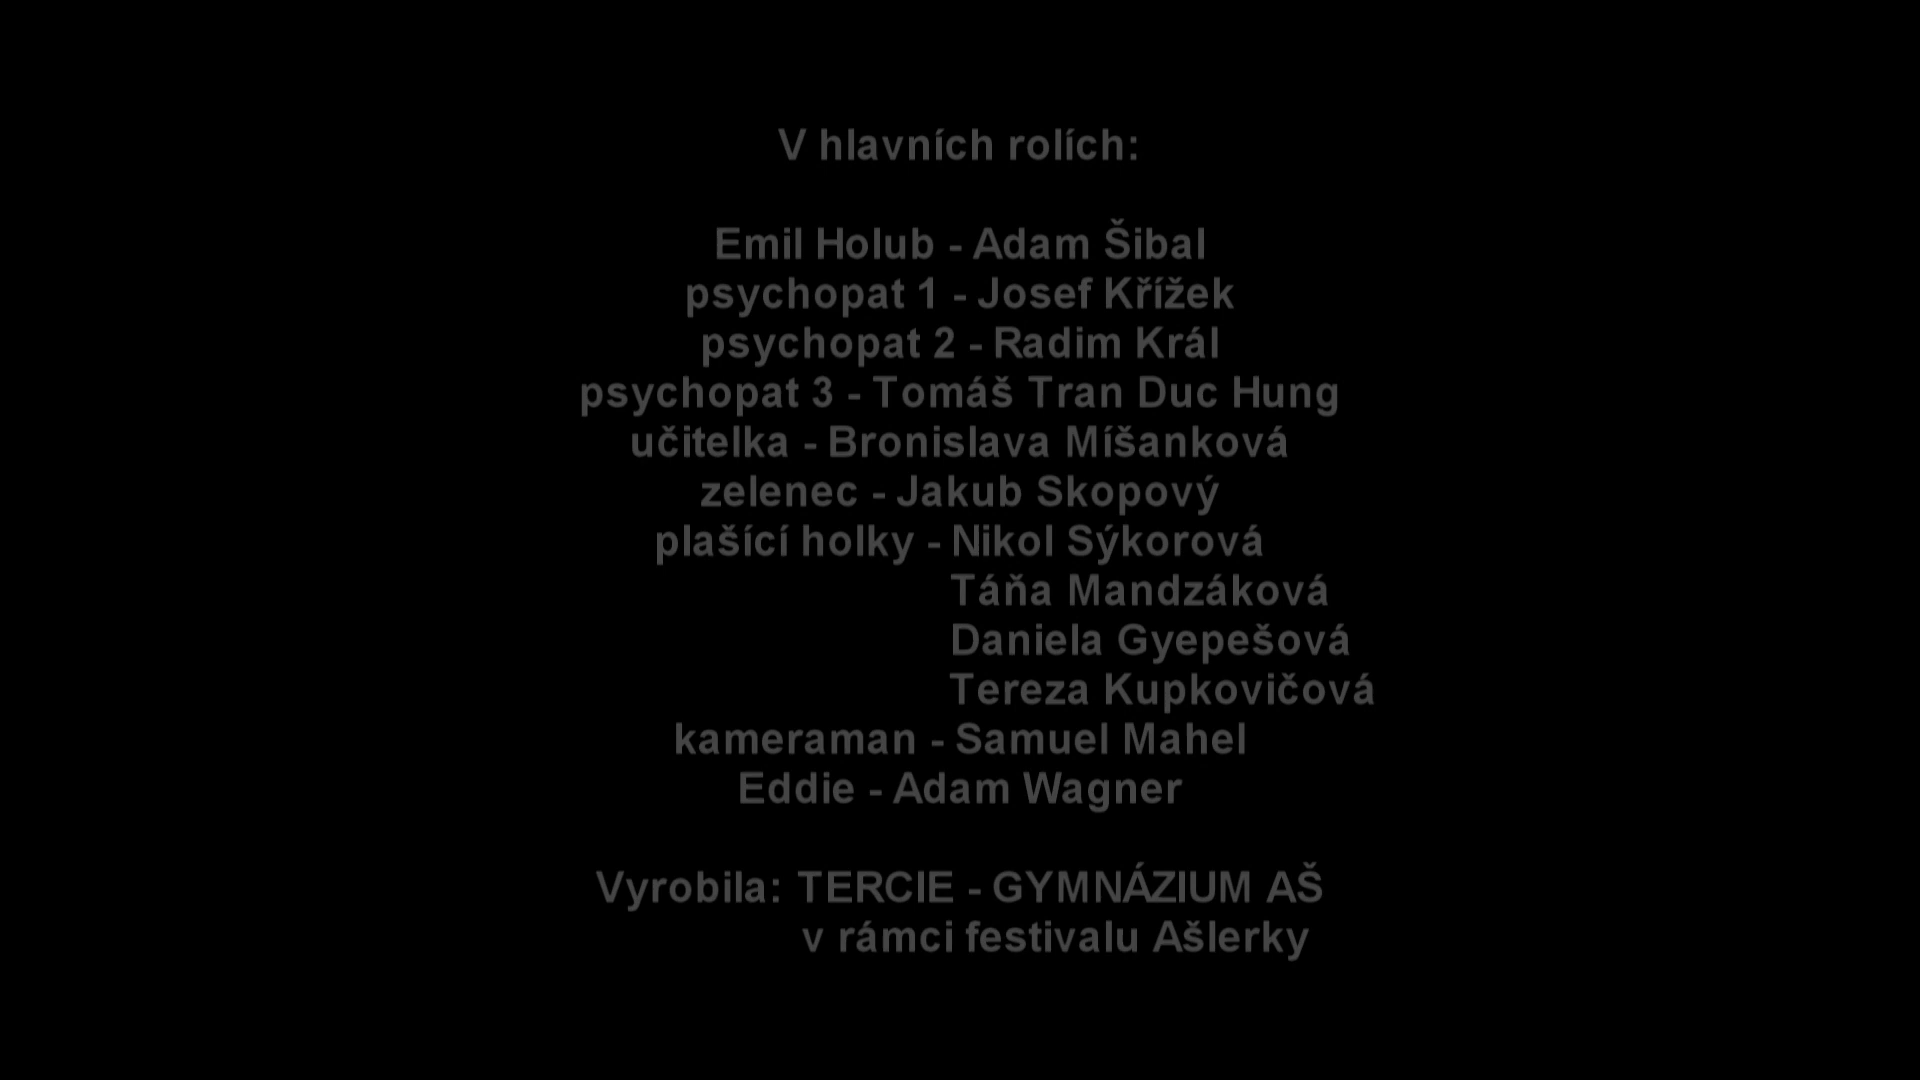 V hlavních rolích:
Emil Holub - Adam Šibal
psychopat 1 - Josef Křížek
psychopat 2 - Radim Král
psychopat 3 - Tomáš Tran Duc Hung
učitelka - Bronislava Míšanková
zelenec - Jakub Skopový
plašící holky - Nikol Sýkorová
Táňa Mandzáková
Daniela Gyepešová
Tereza Kupkovičová
kameraman - Samuel Mahel
Eddie - Adam Wagner
Vyrobila: TERCIE - GYMNÁZIUM AŠ
v rámci festivalu Ašlerky